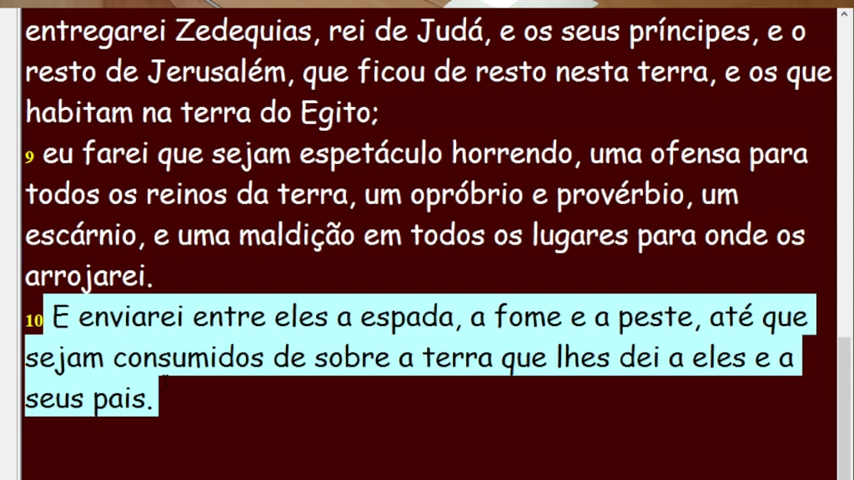 entregarei Zedequias, rei de Judá, e os seus príncipes, e o
resto de Jerusalém, que ficou de resto nesta terra, e os que
habitam na terra do Egito;
9 eu farei que sejam espetáculo horrendo, uma ofensa para
todos os reinos da terra, um opróbrio e provérbio, um
escárnio, e uma maldição em todos os lugares para onde os
arrojarei.
10 E enviarei entre eles a espada, a fome e a peste, até que
sejam consumidos de sobre a terra que lhes dei a eles e a
seus pais.